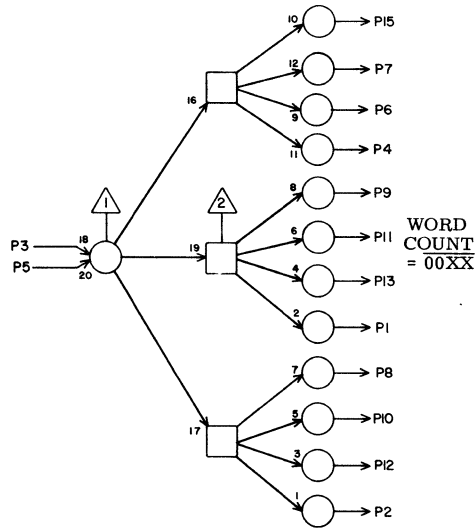 10 P15
12 P7
16
9 P6
11 P4
1
2
8 P9
P3 18
6 P11
19
P5 20
4 P13
2 P1
WORD
COUNT
= 00XX
7 P8
17
5 P10
3 P12
1 P2